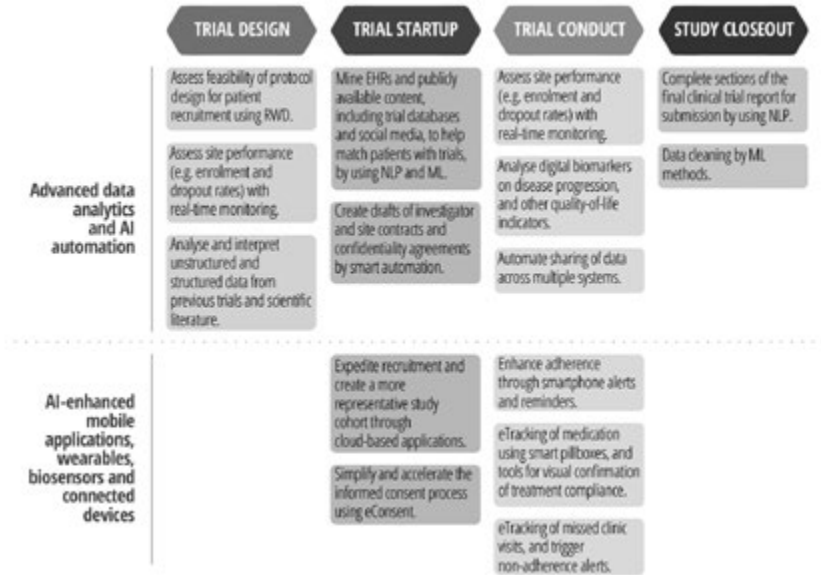 TRIAL DESIGN
TRIAL STARTUP
TRIAL CONDUCT
STUDY CLOSEOUT
Advanced data
analytics
and AI
automation
Assess feasibility of protocol
design for patient
recruitment using RWD.
Assess site performance
(e.g. enrolment and
dropout rates) with
real-time monitoring.
Analyse and interpret
unstructured and
structured data from
previous trials and scientific
literature.
Mine EHRs and publicly
available content,
including trial databases
and social media, to help
match patients with trials,
by using NLP and ML.
Create drafts of investigator
and site contracts and
confidentiality agreements
by smart automation.
Assess site performance
(e.g. enrolment and
dropout rates) with
real-time monitoring.
Analyse digital biomarkers
on disease progression,
and other quality-of-life
indicators.
Automate sharing of data
across multiple systems.
Complete sections of the
final clinical trial report for
submission by using NLP.
Data cleaning by ML
methods.
AI-enhanced
mobile
applications,
wearables,
biosensors and
connected
devices
Expedite recruitment and
create a more
representative study
cohort through
cloud-based applications.
Simplify and accelerate the
informed consent process
using eConsent.
Enhance adherence
through smartphone alerts
and reminders.
eTracking of medication
using smart pillboxes, and
tools for visual confirmation
of treatment compliance.
eTracking of missed clinic
visits, and trigger
non-adherence alerts.